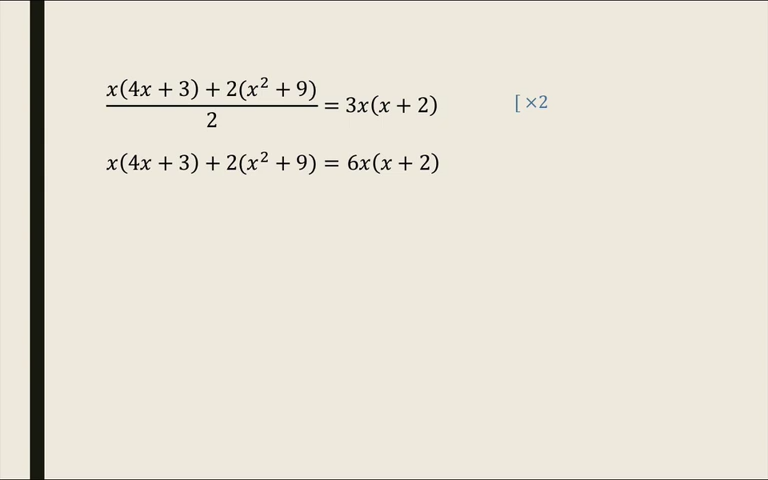 x(4x + 3) + 2(x² + 9)
2
= 3x(x + 2)
[ ×2
x(4x + 3) + 2(x² + 9) = 6x(x + 2)